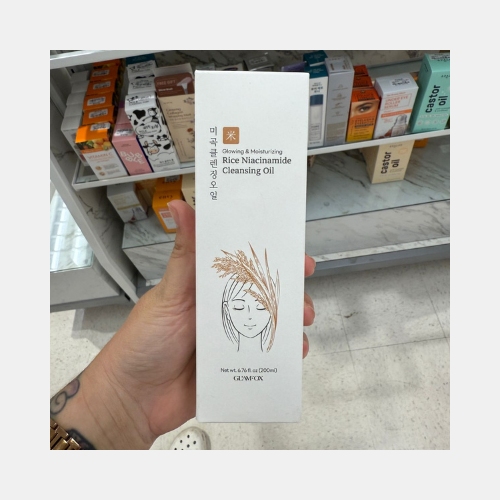 米
미곡클렌징오일
Glowing & Moisturizing
Rice Niacinamide
Cleansing Oil
Net wt. 6.76 fl. oz (200ml)
GUAMFOX
castor
oil
castor
oil